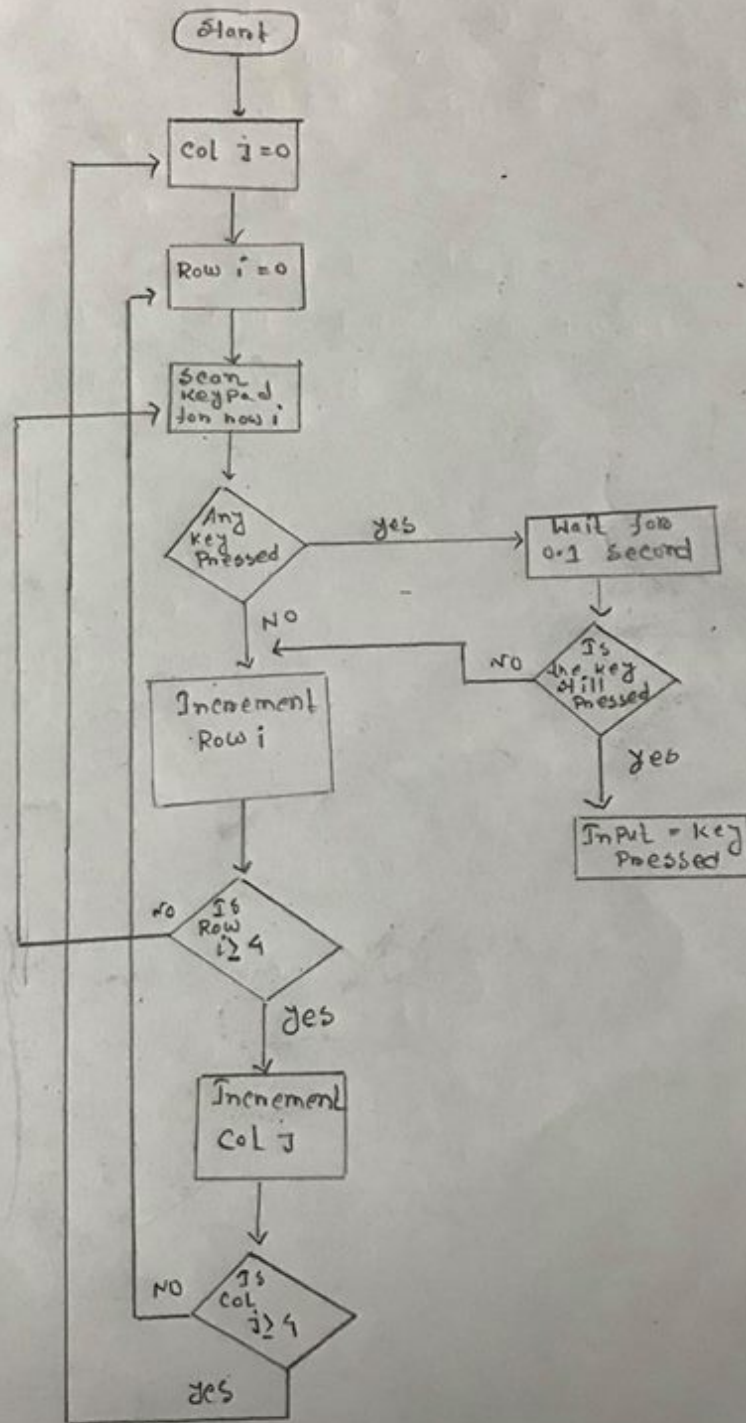 Start
Col j = 0
Row i = 0
Scan
Keypad
for row i
Any
Key
Pressed
yes
Wait for
0.1 Second
NO
Is
the key
still
Pressed
NO
yes
Increment
Row i
Input = Key
Pressed
NO
Is
Row
i ≥ 4
yes
Increment
Col j
NO
Is
Col
j ≥ 4
yes